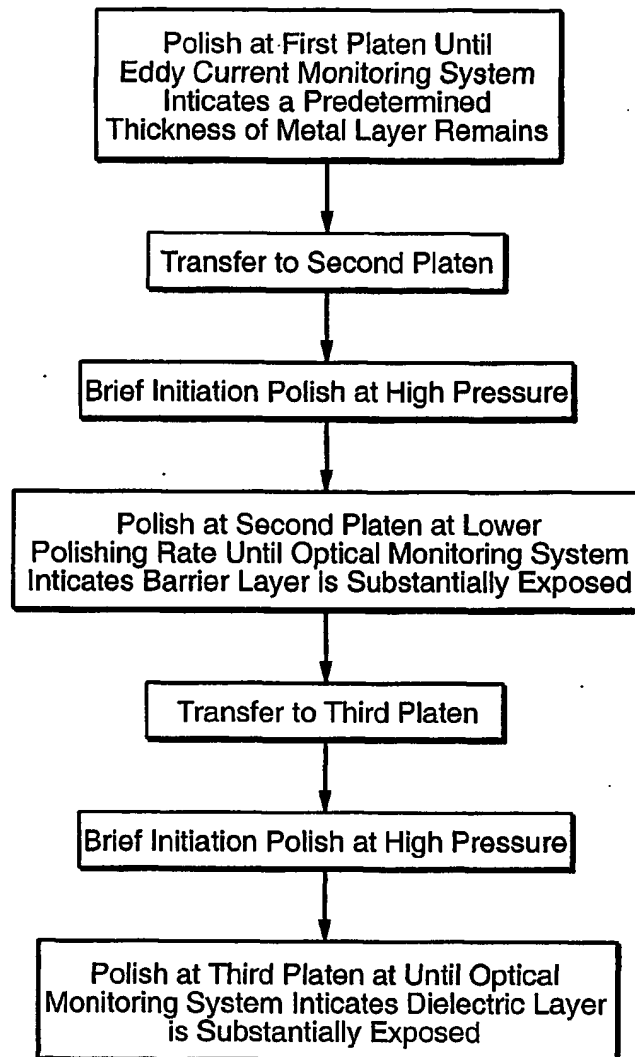 Polish at First Platen Until
Eddy Current Monitoring System
Inticates a Predetermined
Thickness of Metal Layer Remains
Transfer to Second Platen
Brief Initiation Polish at High Pressure
Polish at Second Platen at Lower
Polishing Rate Until Optical Monitoring System
Inticates Barrier Layer is Substantially Exposed
Transfer to Third Platen
Brief Initiation Polish at High Pressure
Polish at Third Platen at Until Optical
Monitoring System Inticates Dielectric Layer
is Substantially Exposed